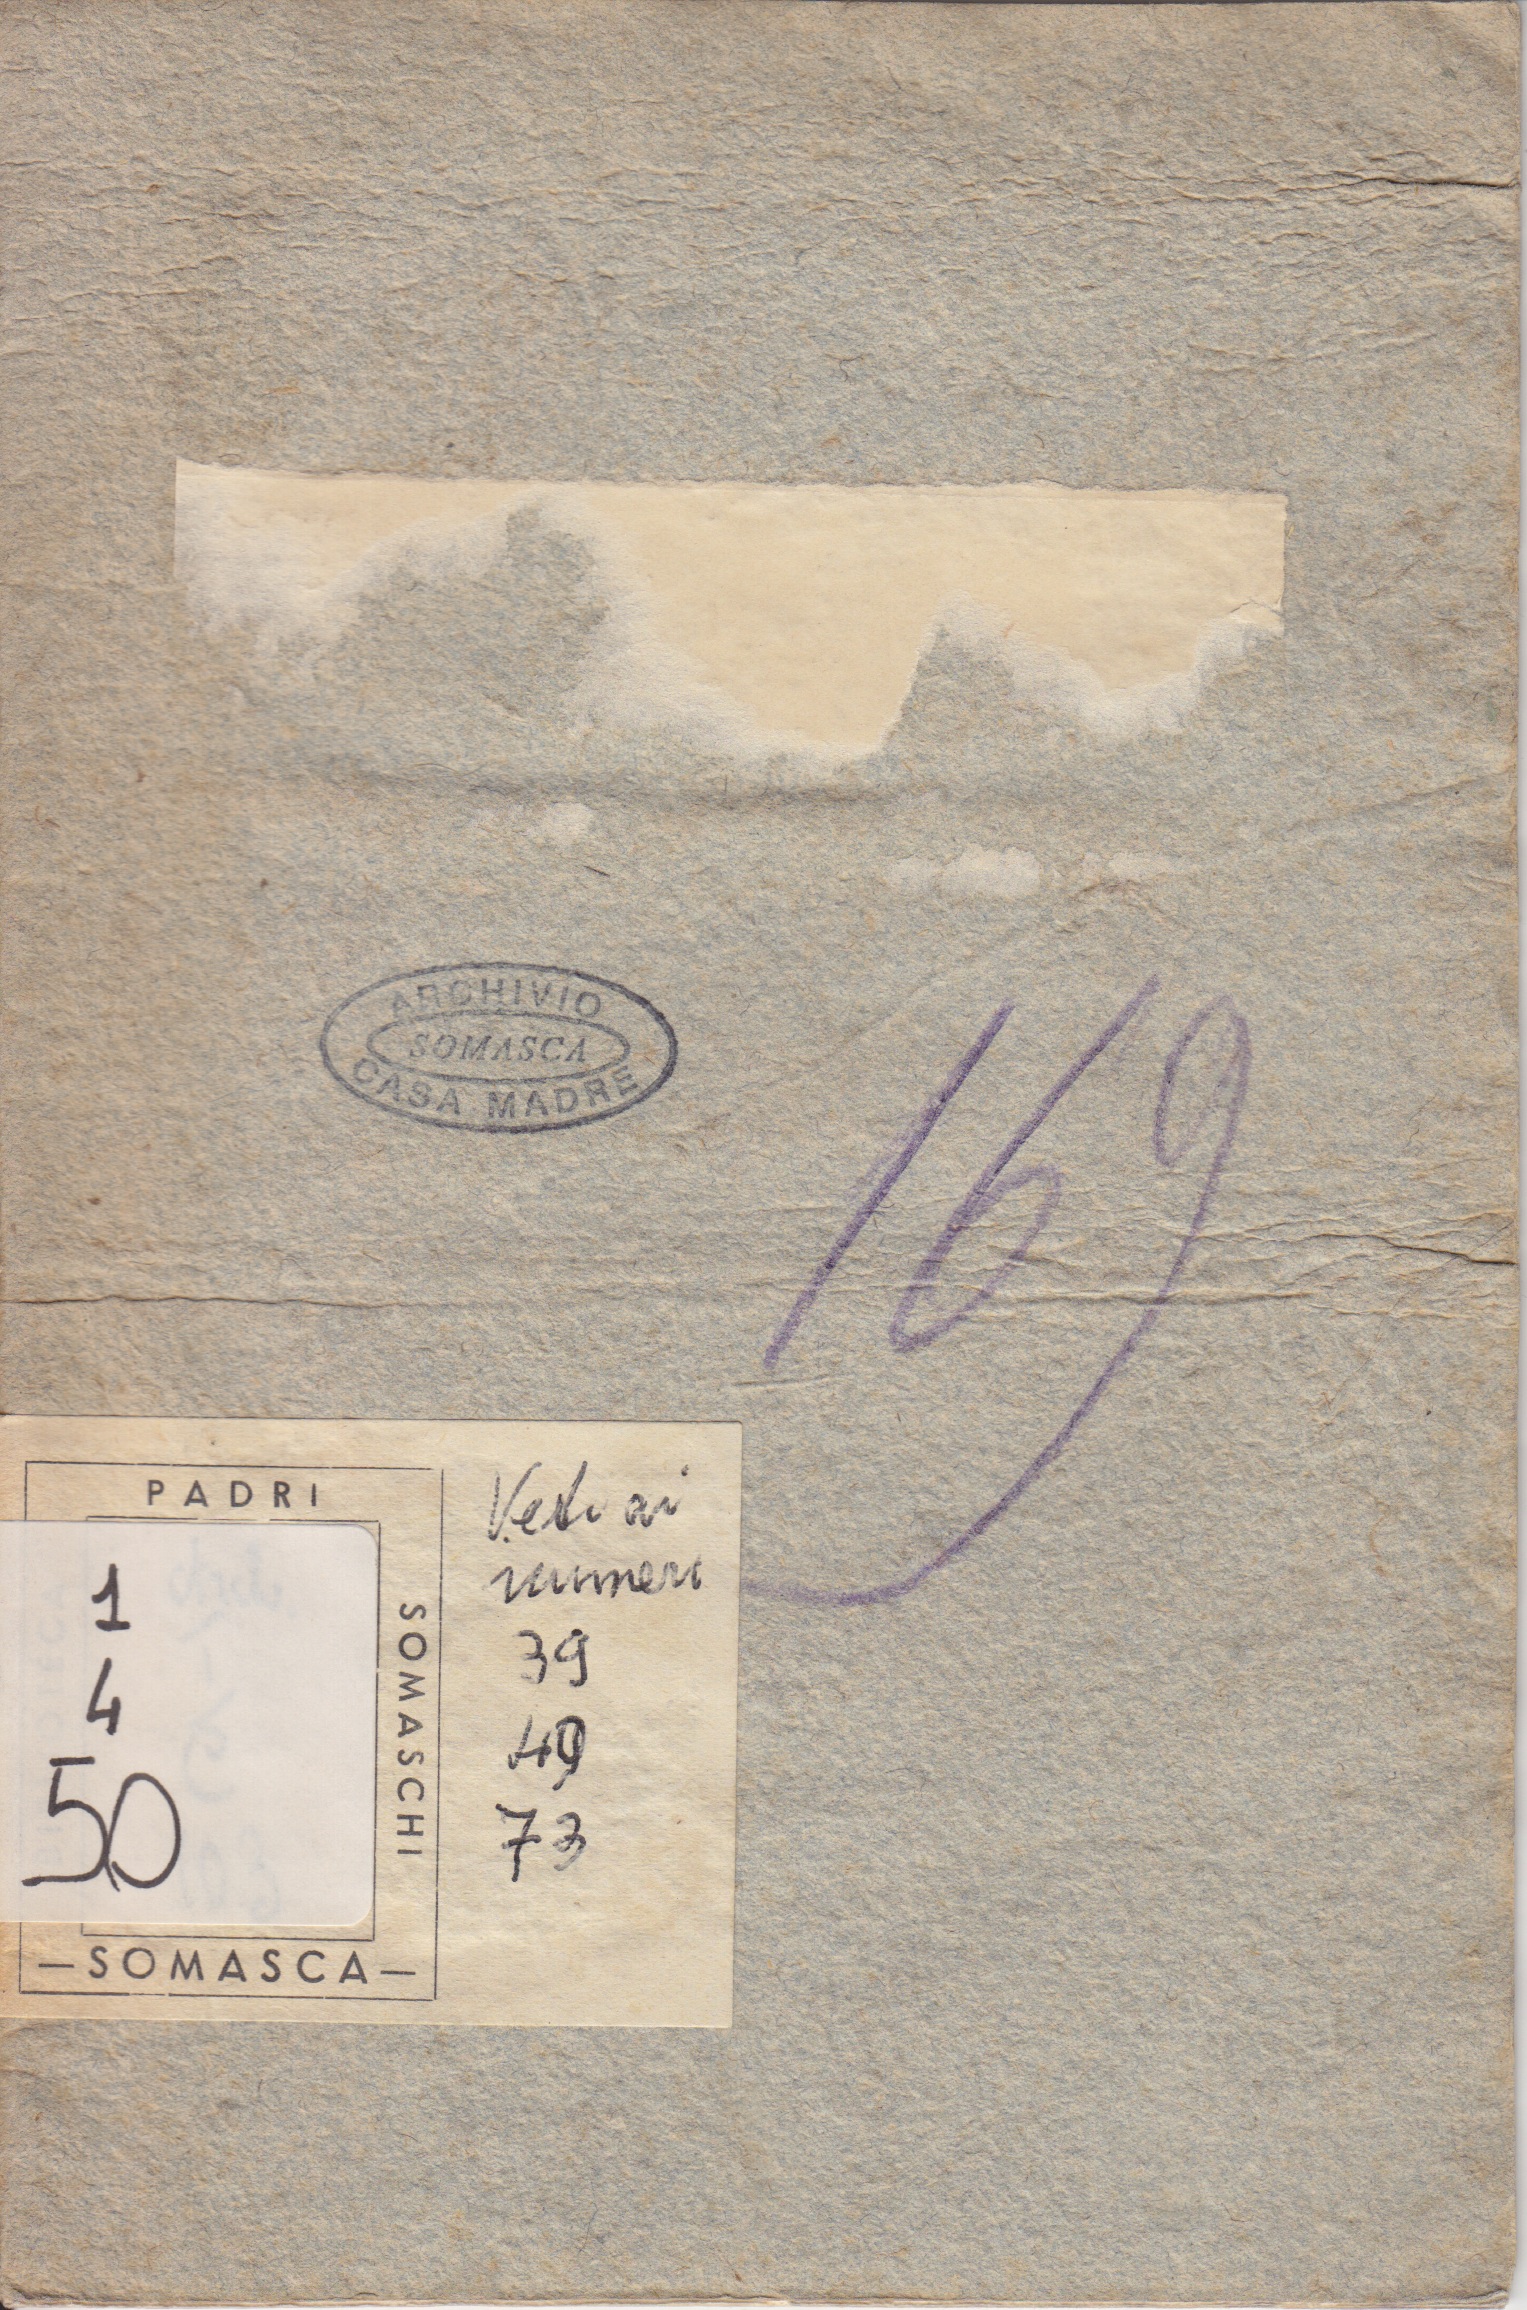 ARCHIVIO
SOMASCA
CASA MADRE
169
PADRI
SOMASCHI
—SOMASCA—
1
4
50
Vedi ai
numeri
39
49
73